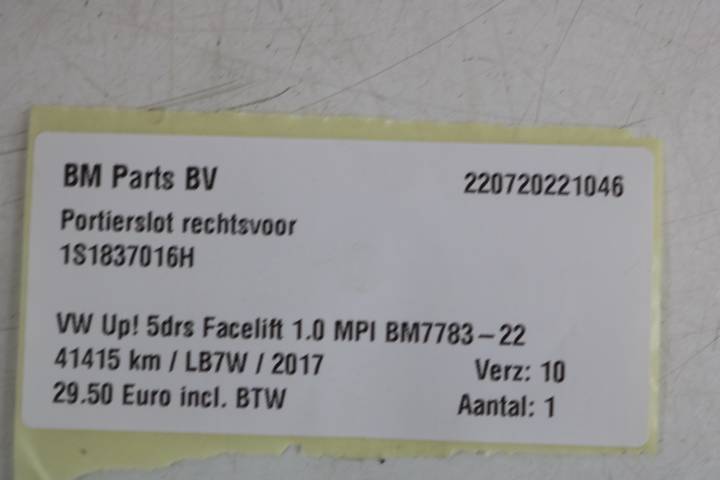 BM Parts BV 220720221046
Portierslot rechtsvoor
1S1837016H
VW Up! 5drs Facelift 1.0 MPI BM7783-22
41415 km / LB7W / 2017 Verz: 10
29.50 Euro incl. BTW Aantal: 1